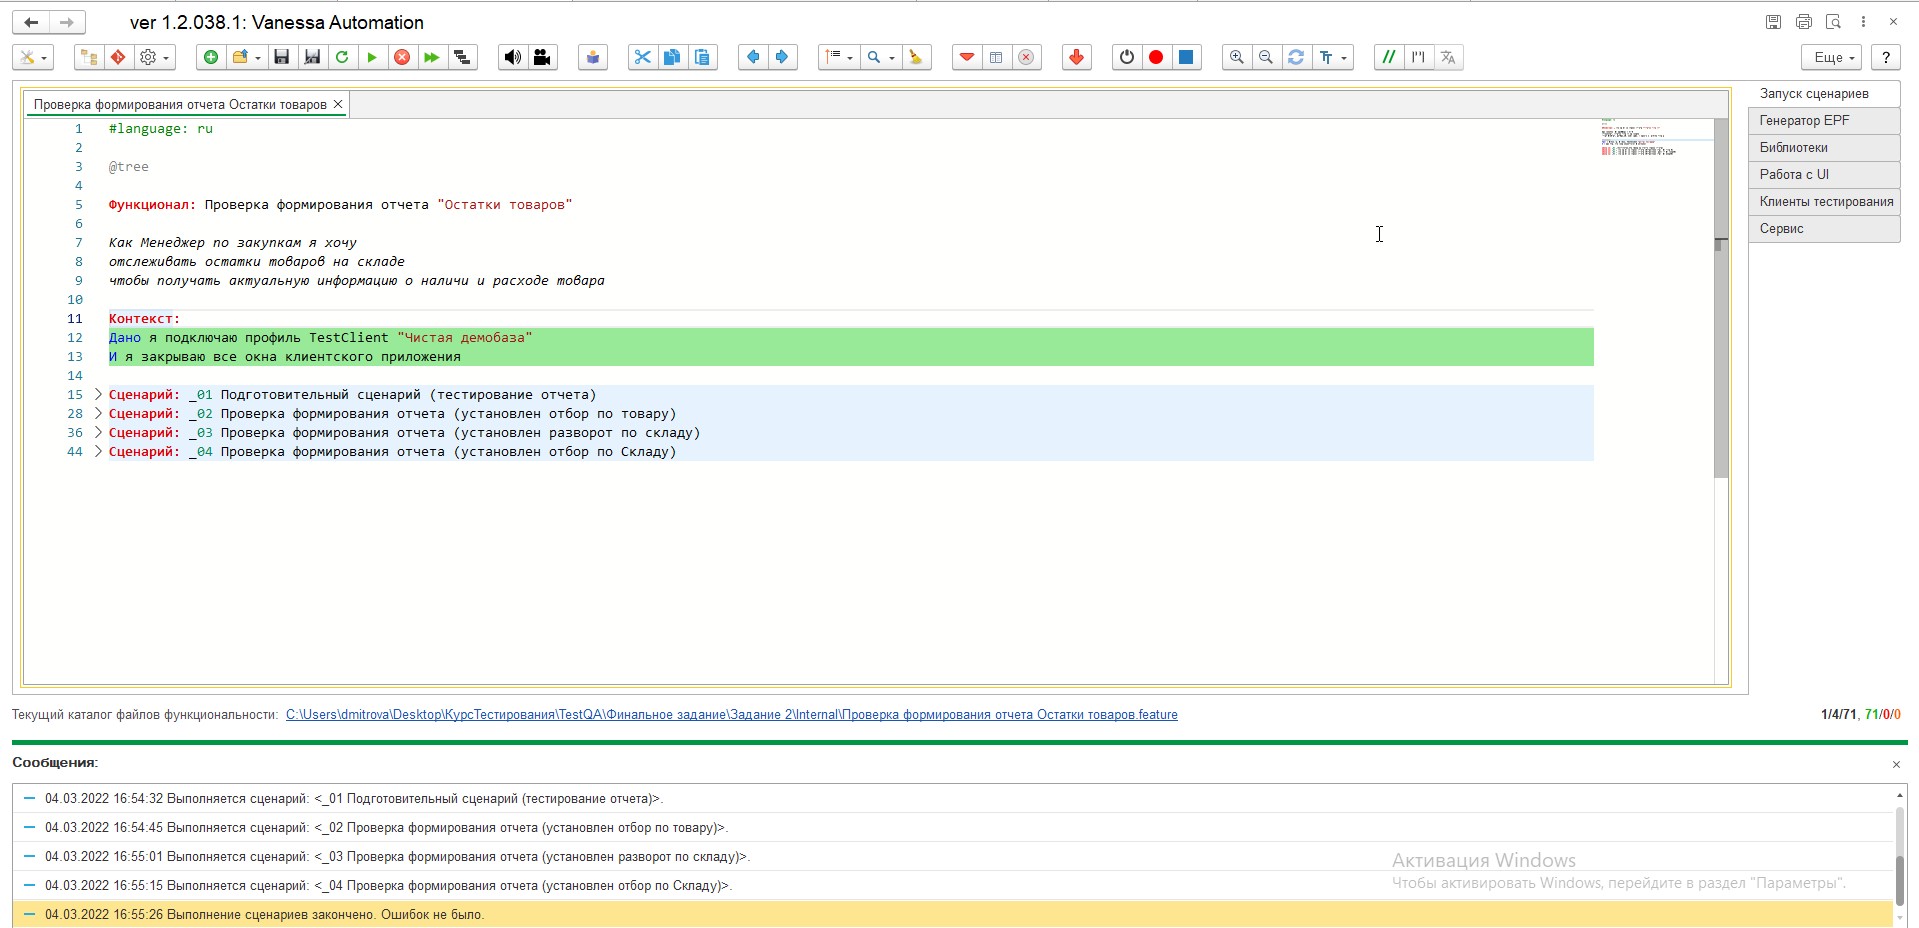 ver 1.2.038.1: Vanessa Automation
Еще
?
Проверка формирования отчета Остатки товаров
Запуск сценариев
Генератор EPF
Библиотеки
Работа с UI
Клиенты тестирования
Сервис
1 #language: ru
2
3 @tree
4
5 Функционал: Проверка формирования отчета "Остатки товаров"
6
7 Как Менеджер по закупкам я хочу
8 отслеживать остатки товаров на складе
9 чтобы получать актуальную информацию о наличи и расходе товара
10
11 Контекст:
12 Дано я подключаю профиль TestClient "Чистая демобаза"
13 И я закрываю все окна клиентского приложения
14
15 Сценарий: _01 Подготовительный сценарий (тестирование отчета)
28 Сценарий: _02 Проверка формирования отчета (установлен отбор по товару)
36 Сценарий: _03 Проверка формирования отчета (установлен разворот по складу)
44 Сценарий: _04 Проверка формирования отчета (установлен отбор по Складу)
Текущий каталог файлов функциональности: C:\Users\dmitrova\Desktop\КурсТестирования\TestQA\Финальное задание\Задание 2\Internal\Проверка формирования отчета Остатки товаров.feature
1/4/71, 71/0/0
Сообщения:
04.03.2022 16:54:32 Выполняется сценарий: <_01 Подготовительный сценарий (тестирование отчета)>.
04.03.2022 16:54:45 Выполняется сценарий: <_02 Проверка формирования отчета (установлен отбор по товару)>.
04.03.2022 16:55:01 Выполняется сценарий: <_03 Проверка формирования отчета (установлен разворот по складу)>.
04.03.2022 16:55:15 Выполняется сценарий: <_04 Проверка формирования отчета (установлен отбор по Складу)>.
04.03.2022 16:55:26 Выполнение сценариев закончено. Ошибок не было.
Активация Windows
Чтобы активировать Windows, перейдите в раздел "Параметры".